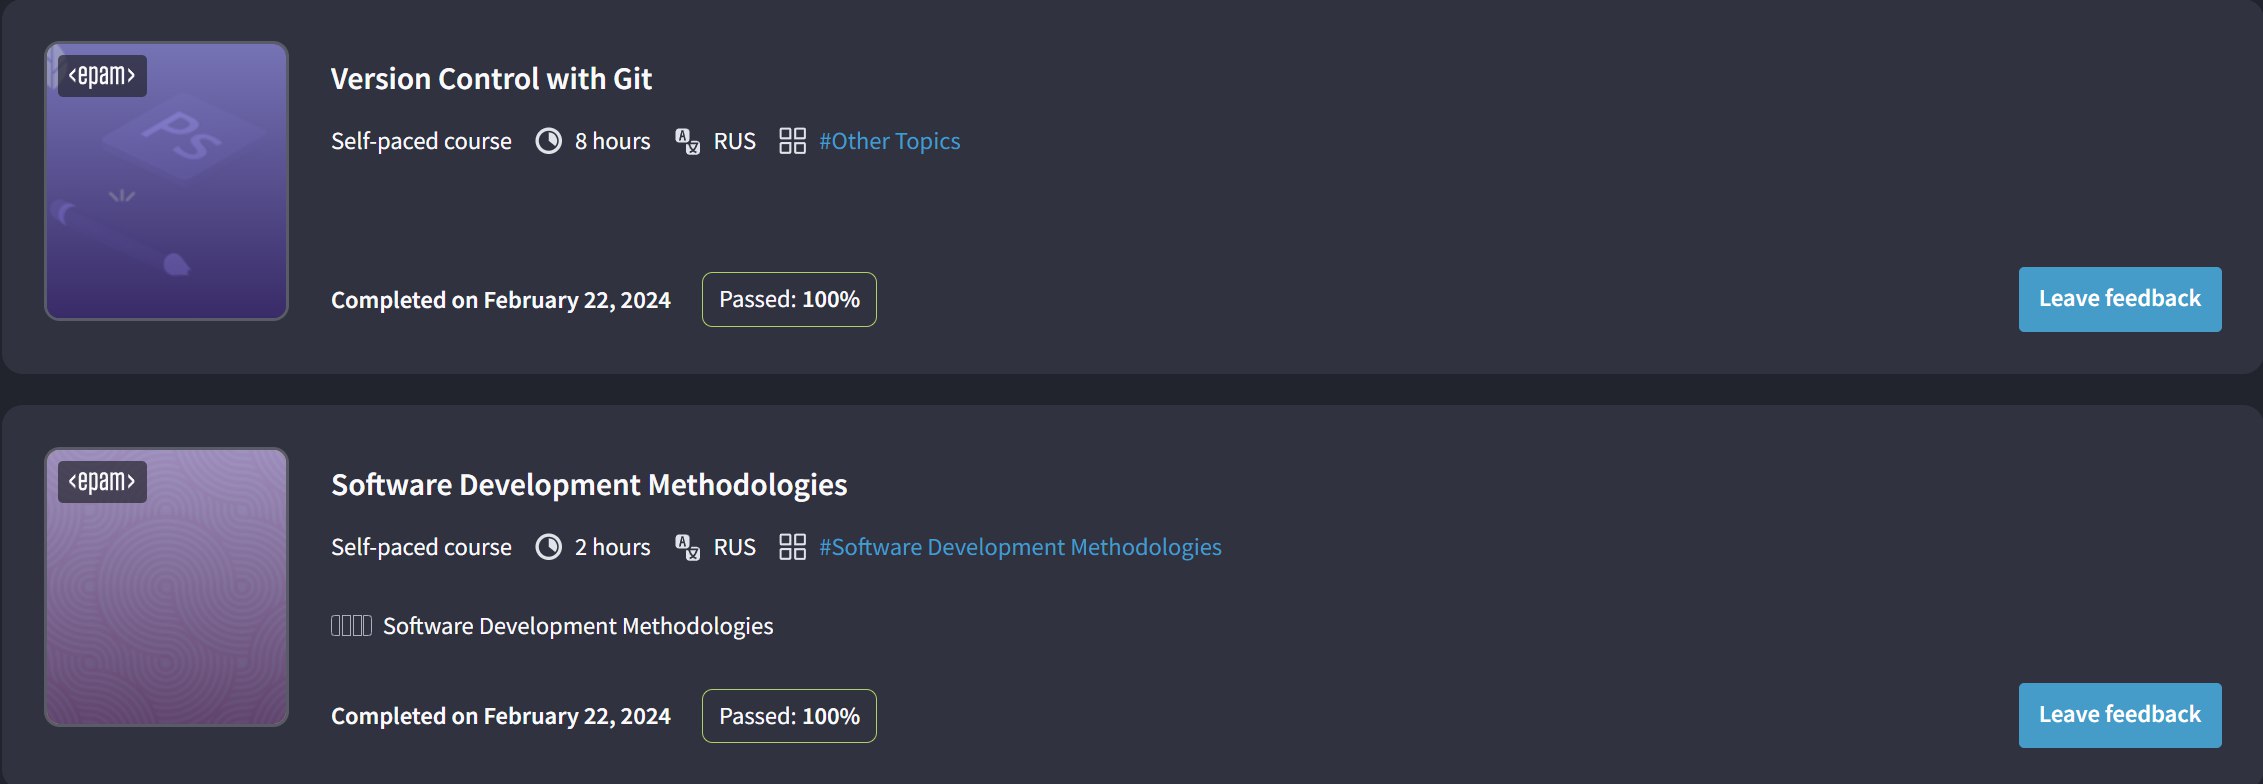 <epam>
Ps
Version Control with Git
Self-paced course 8 hours RUS #Other Topics
Completed on February 22, 2024 Passed: 100%
Leave feedback
<epam>
Software Development Methodologies
Self-paced course 2 hours RUS #Software Development Methodologies
Software Development Methodologies
Completed on February 22, 2024 Passed: 100%
Leave feedback